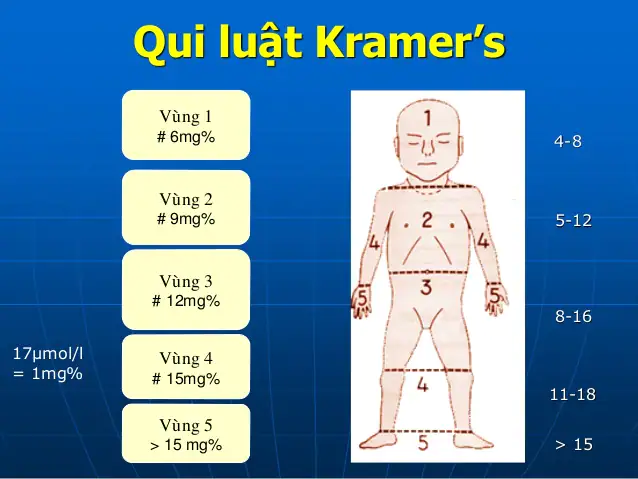 Qui luật Kramer’s
Vùng 1
# 6mg%
Vùng 2
# 9mg%
Vùng 3
# 12mg%
Vùng 4
# 15mg%
Vùng 5
> 15 mg%
17µmol/l
= 1mg%
1
2
4
4
3
5
5
4
5
4-8
5-12
8-16
11-18
> 15